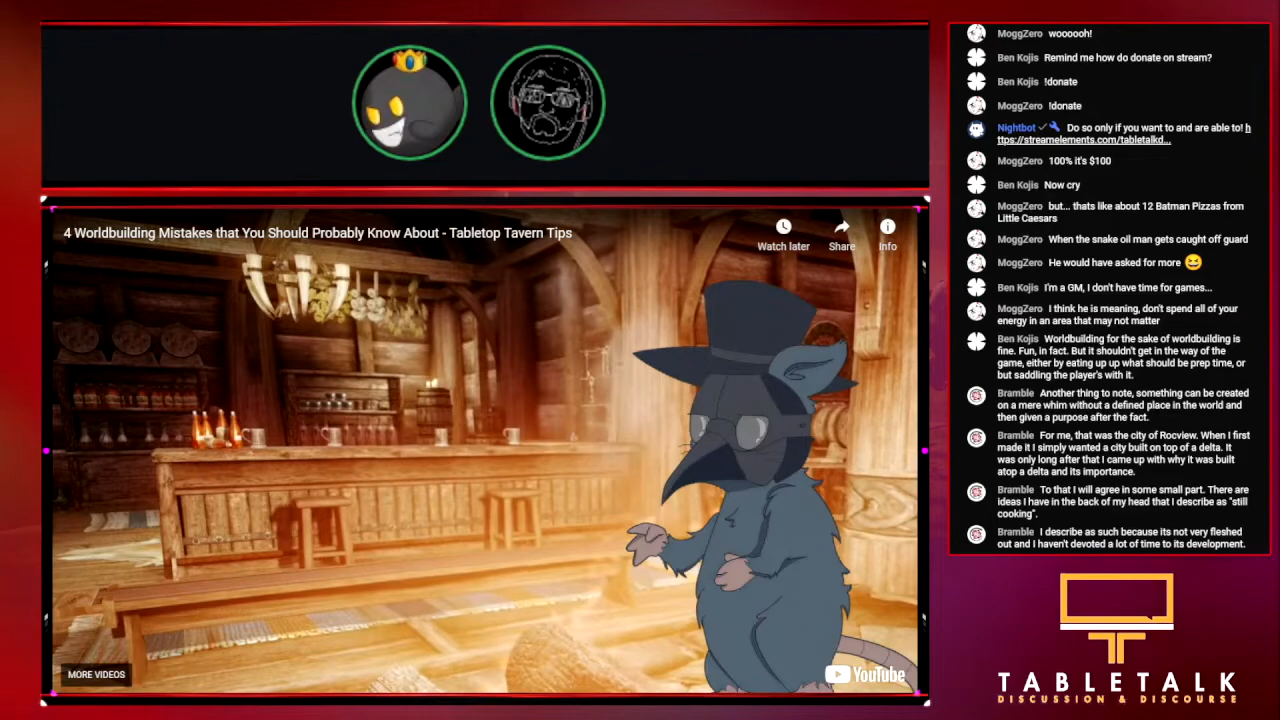 4 Worldbuilding Mistakes that You Should Probably Know About - Tabletop Tavern Tips
Watch later
Share
Info
MORE VIDEOS
YouTube
MoggZero woooooh!
Ben Kojis Remind me how do donate on stream?
Ben Kojis !donate
MoggZero !donate
Nightbot Do so only if you want to and are able to! h
ttps://streamelements.com/tabletalkd...
MoggZero 100% it's $100
Ben Kojis Now cry
MoggZero but... thats like about 12 Batman Pizzas from
Little Caesars
MoggZero When the snake oil man gets caught off guard
MoggZero He would have asked for more 😆
Ben Kojis I'm a GM, I don't have time for games...
MoggZero I think he is meaning, don't spend all of your
energy in an area that may not matter
Ben Kojis Worldbuilding for the sake of worldbuilding is
fine. Fun, in fact. But it shouldn't get in the way of the
game, either by eating up up what should be prep time, or
but saddling the player's with it.
Bramble Another thing to note, something can be created
on a mere whim without a defined place in the world and
then given a purpose after the fact.
Bramble For me, that was the city of Rocview. When I first
made it I simply wanted a city built on top of a delta. It
was only long after that I came up with why it was built
atop a delta and its importance.
Bramble To that I will agree in some small part. There are
ideas I have in the back of my head that I describe as "still
cooking".
Bramble I describe as such because its not very fleshed
out and I haven't devoted a lot of time to its development.
TABLETALK
DISCUSSION & DISCOURSE